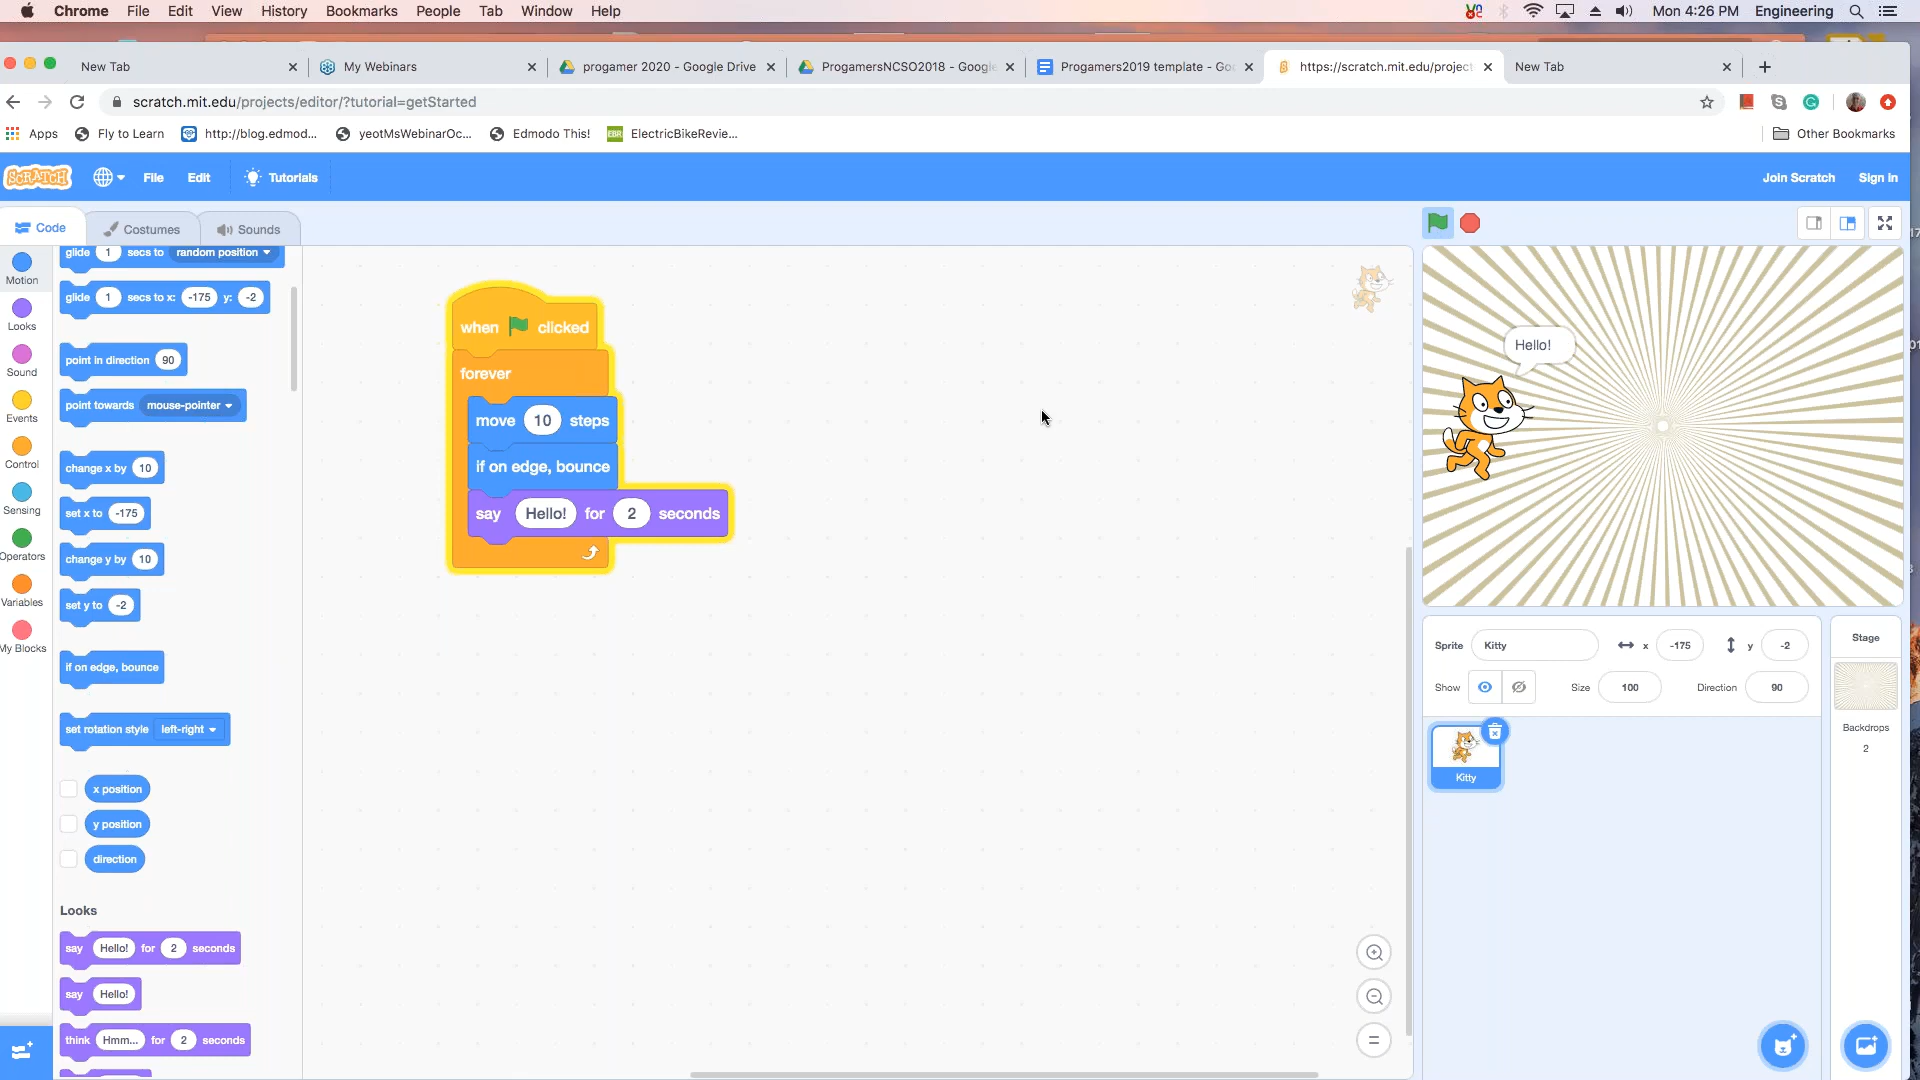 Chrome File Edit View History Bookmarks People Tab Window Help Mon 4:26 PM Engineering
New Tab My Webinars progamer 2020 - Google Drive ProgamersNCSO2018 - Google Progamers2019 template - Goo https://scratch.mit.edu/project New Tab
scratch.mit.edu/projects/editor/?tutorial=getStarted
Apps Fly to Learn http://blog.edmod... yeotMsWebinarOc... Edmodo This! EBR ElectricBikeRevie... Other Bookmarks
SCRATCH File Edit Tutorials Join Scratch Sign in
Code Costumes Sounds
Motion
Looks
Sound
Events
Control
Sensing
Operators
Variables
My Blocks
glide 1 secs to random position
glide 1 secs to x: -175 y: -2
point in direction 90
point towards mouse-pointer
change x by 10
set x to -175
change y by 10
set y to -2
if on edge, bounce
set rotation style left-right
x position
y position
direction
Looks
say Hello! for 2 seconds
say Hello!
think Hmm... for 2 seconds
when clicked
forever
move 10 steps
if on edge, bounce
say Hello! for 2 seconds
Hello!
Sprite Kitty x -175 y -2
Show Size 100 Direction 90
Kitty
Stage
Backdrops
2